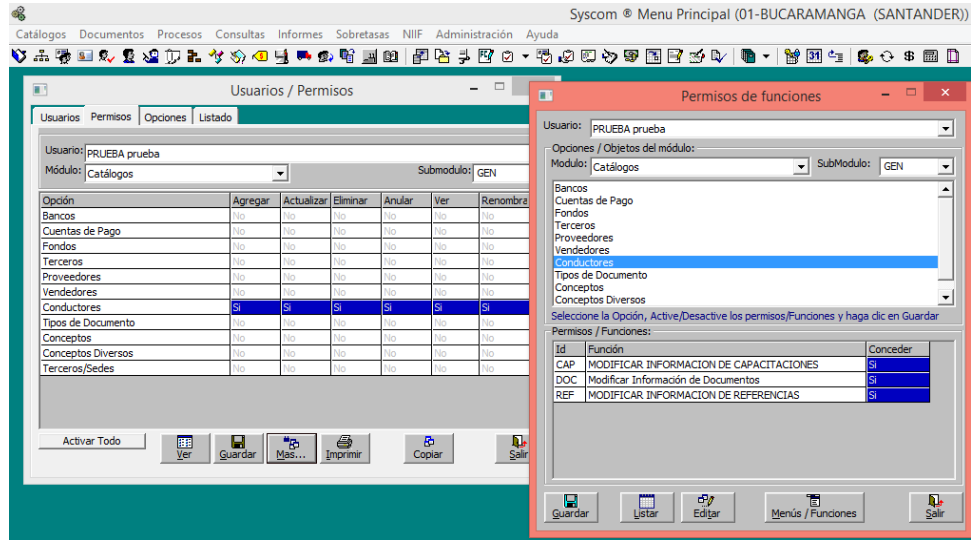 Syscom ® Menu Principal (01-BUCARAMANGA (SANTANDER))
Catálogos Documentos Procesos Consultas Informes Sobretasas NIIF Administración Ayuda
Usuarios / Permisos
Usuarios Permisos Opciones Listado
Usuario: PRUEBA prueba
Módulo: Catálogos Submodulo: GEN
Opción Agregar Actualizar Eliminar Anular Ver Renombra
Bancos No No No No No No
Cuentas de Pago No No No No No No
Fondos No No No No No No
Terceros No No No No No No
Proveedores No No No No No No
Vendedores No No No No No No
Conductores Si Si Si Si Si Si
Tipos de Documento No No No No No No
Conceptos No No No No No No
Conceptos Diversos No No No No No No
Terceros/Sedes No No No No No No
Activar Todo Ver Guardar Mas... Imprimir Copiar Salir
Permisos de funciones
Usuario: PRUEBA prueba
Opciones / Objetos del módulo:
Modulo: Catálogos SubModulo: GEN
Bancos
Cuentas de Pago
Fondos
Terceros
Proveedores
Vendedores
Conductores
Tipos de Documento
Conceptos
Conceptos Diversos
Seleccione la Opción, Active/Desactive los permisos/Funciones y haga clic en Guardar
Permisos / Funciones:
Id Función Conceder
CAP MODIFICAR INFORMACION DE CAPACITACIONES Si
DOC Modificar Información de Documentos Si
REF MODIFICAR INFORMACION DE REFERENCIAS Si
Guardar Listar Editar Menús / Funciones Salir